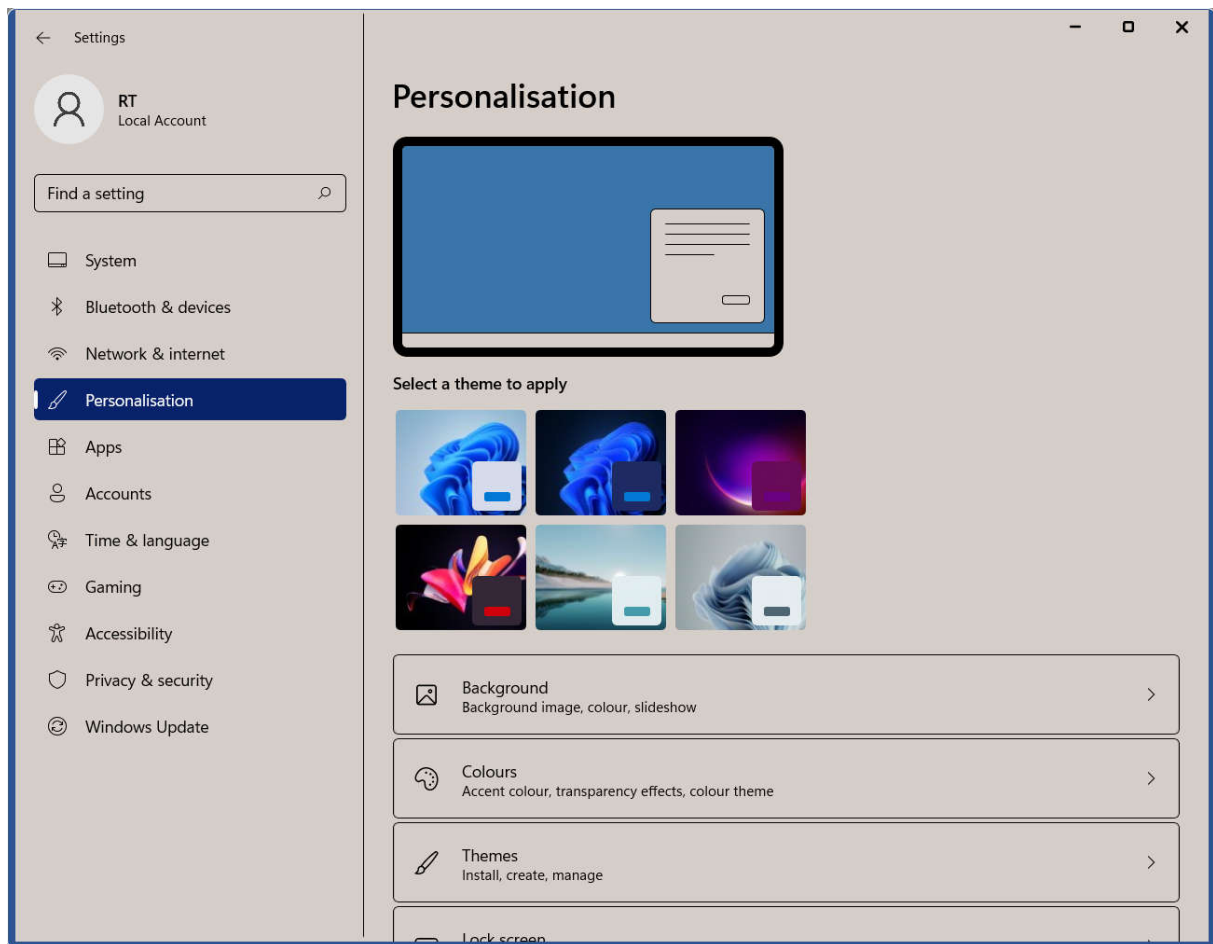 Settings
RT
Local Account
Find a setting
System
Bluetooth & devices
Network & internet
Personalisation
Apps
Accounts
Time & language
Gaming
Accessibility
Privacy & security
Windows Update
Personalisation
Select a theme to apply
Background
Background image, colour, slideshow
Colours
Accent colour, transparency effects, colour theme
Themes
Install, create, manage
Lock screen